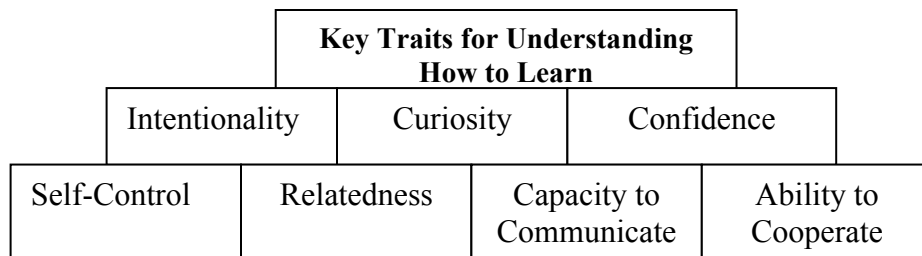 Key Traits for Understanding
How to Learn
Intentionality Curiosity Confidence
Self-Control Relatedness Capacity to Communicate Ability to Cooperate